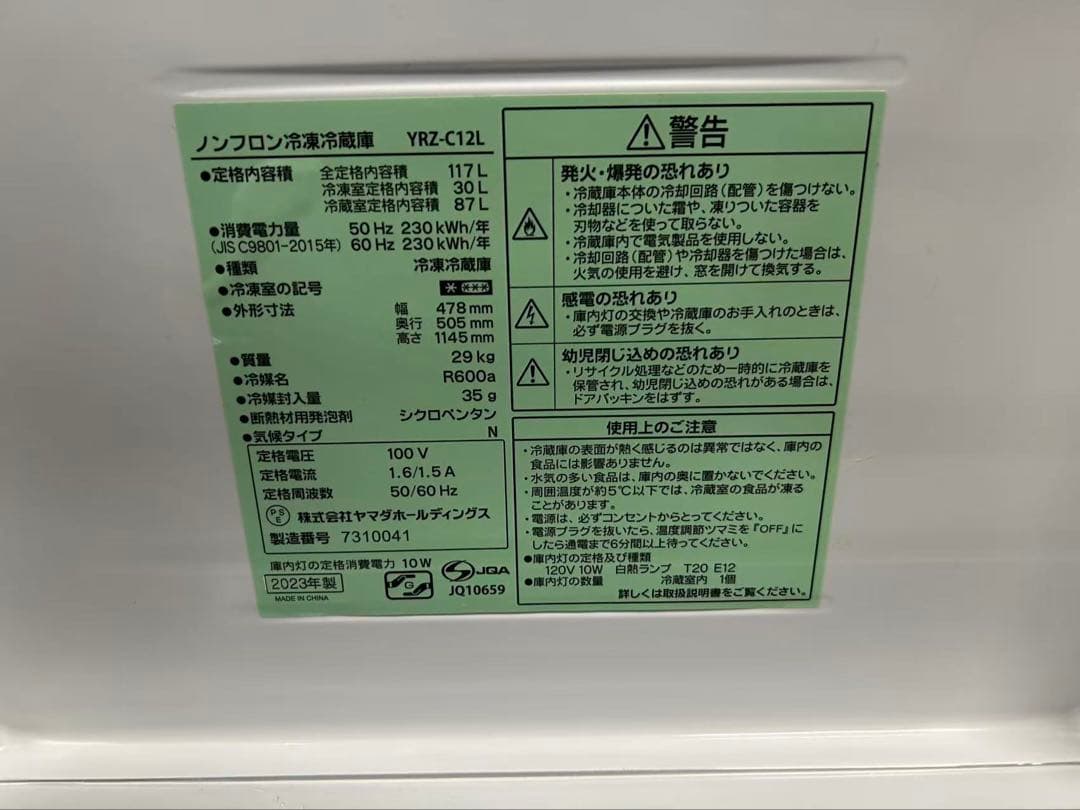 ノンフロン冷凍冷蔵庫 YRZ-C12L
●定格内容積 全定格内容積 117 L
冷凍室定格内容積 30 L
冷蔵室定格内容積 87 L
●消費電力量 50 Hz 230 kWh/年
(JIS C9801-2015年) 60 Hz 230 kWh/年
●種類 冷凍冷蔵庫
●冷凍室の記号 * ***
●外形寸法 幅 478 mm
奥行 505 mm
高さ 1145 mm
●質量 29 kg
●冷媒名 R600a
●冷媒封入量 35 g
●断熱材用発泡剤 シクロペンタン
●気候タイプ N
定格電圧 100 V
定格電流 1.6/1.5 A
定格周波数 50/60 Hz
PSE 株式会社ヤマダホールディングス
製造番号 7310041
庫内灯の定格消費電力 10 W
2023年製
MADE IN CHINA
G
JQA
JQ10659
警告
発火・爆発の恐れあり
・冷蔵庫本体の冷却回路(配管)を傷つけない。
・冷却器についた霜や、凍りついた容器を
刃物などを使って取らない。
・冷蔵庫内で電気製品を使用しない。
・冷却回路(配管)や冷却器を傷つけた場合は、
火気の使用を避け、窓を開けて換気する。
感電の恐れあり
・庫内灯の交換や冷蔵庫のお手入れのときは、
必ず電源プラグを抜く。
幼児閉じ込めの恐れあり
・リサイクル処理などのため一時的に冷蔵庫を
保管され、幼児閉じ込めの恐れがある場合は、
ドアパッキンをはずす。
使用上のご注意
・冷蔵庫の表面が熱く感じるのは異常ではなく、庫内の
食品には影響ありません。
・水気の多い食品は、庫内の奥に置かないでください。
・周囲温度が約5℃以下では、冷蔵室の食品が凍る
ことがあります。
・電源は、必ずコンセントからとってください。
・電源プラグを抜いたら、温度調節ツマミを『OFF』に
したら通電まで6分間以上待ってください。
●庫内灯の定格及び種類
120V 10W 白熱ランプ T20 E12
●庫内灯の数量 冷蔵室内 1個
詳しくは取扱説明書をご覧ください。